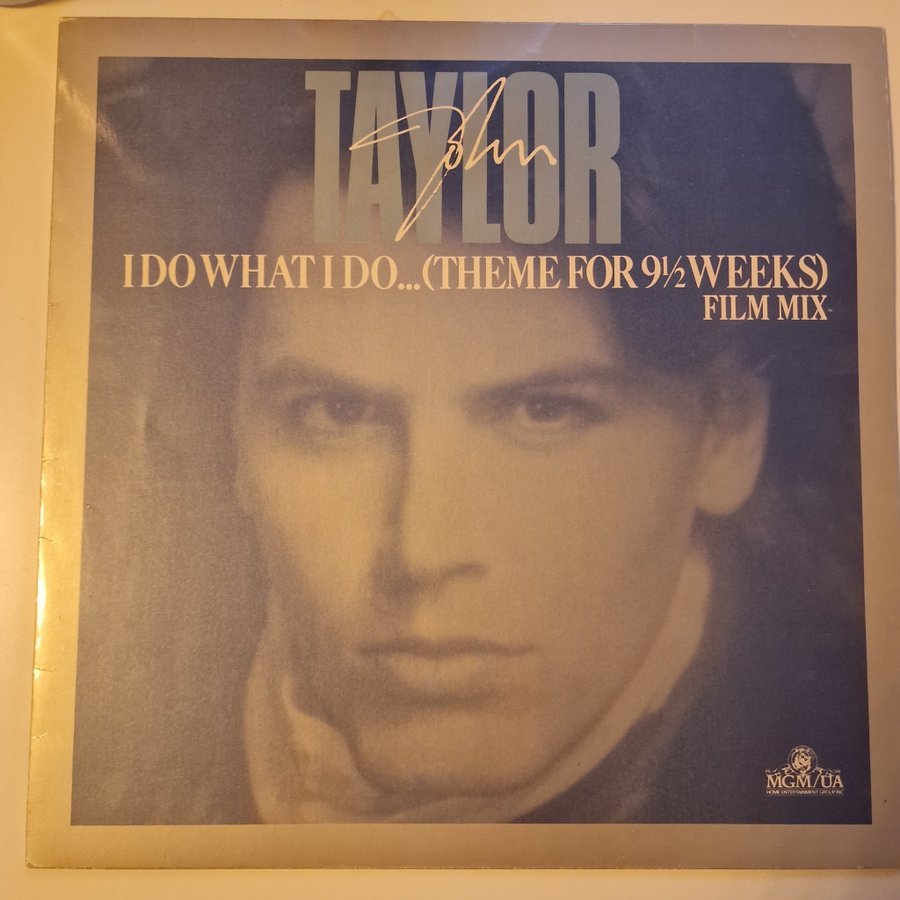 TAYLOR
John
I DO WHAT I DO...(THEME FOR 9½ WEEKS)
FILM MIX
MGM/UA
HOME ENTERTAINMENT GROUP INC.